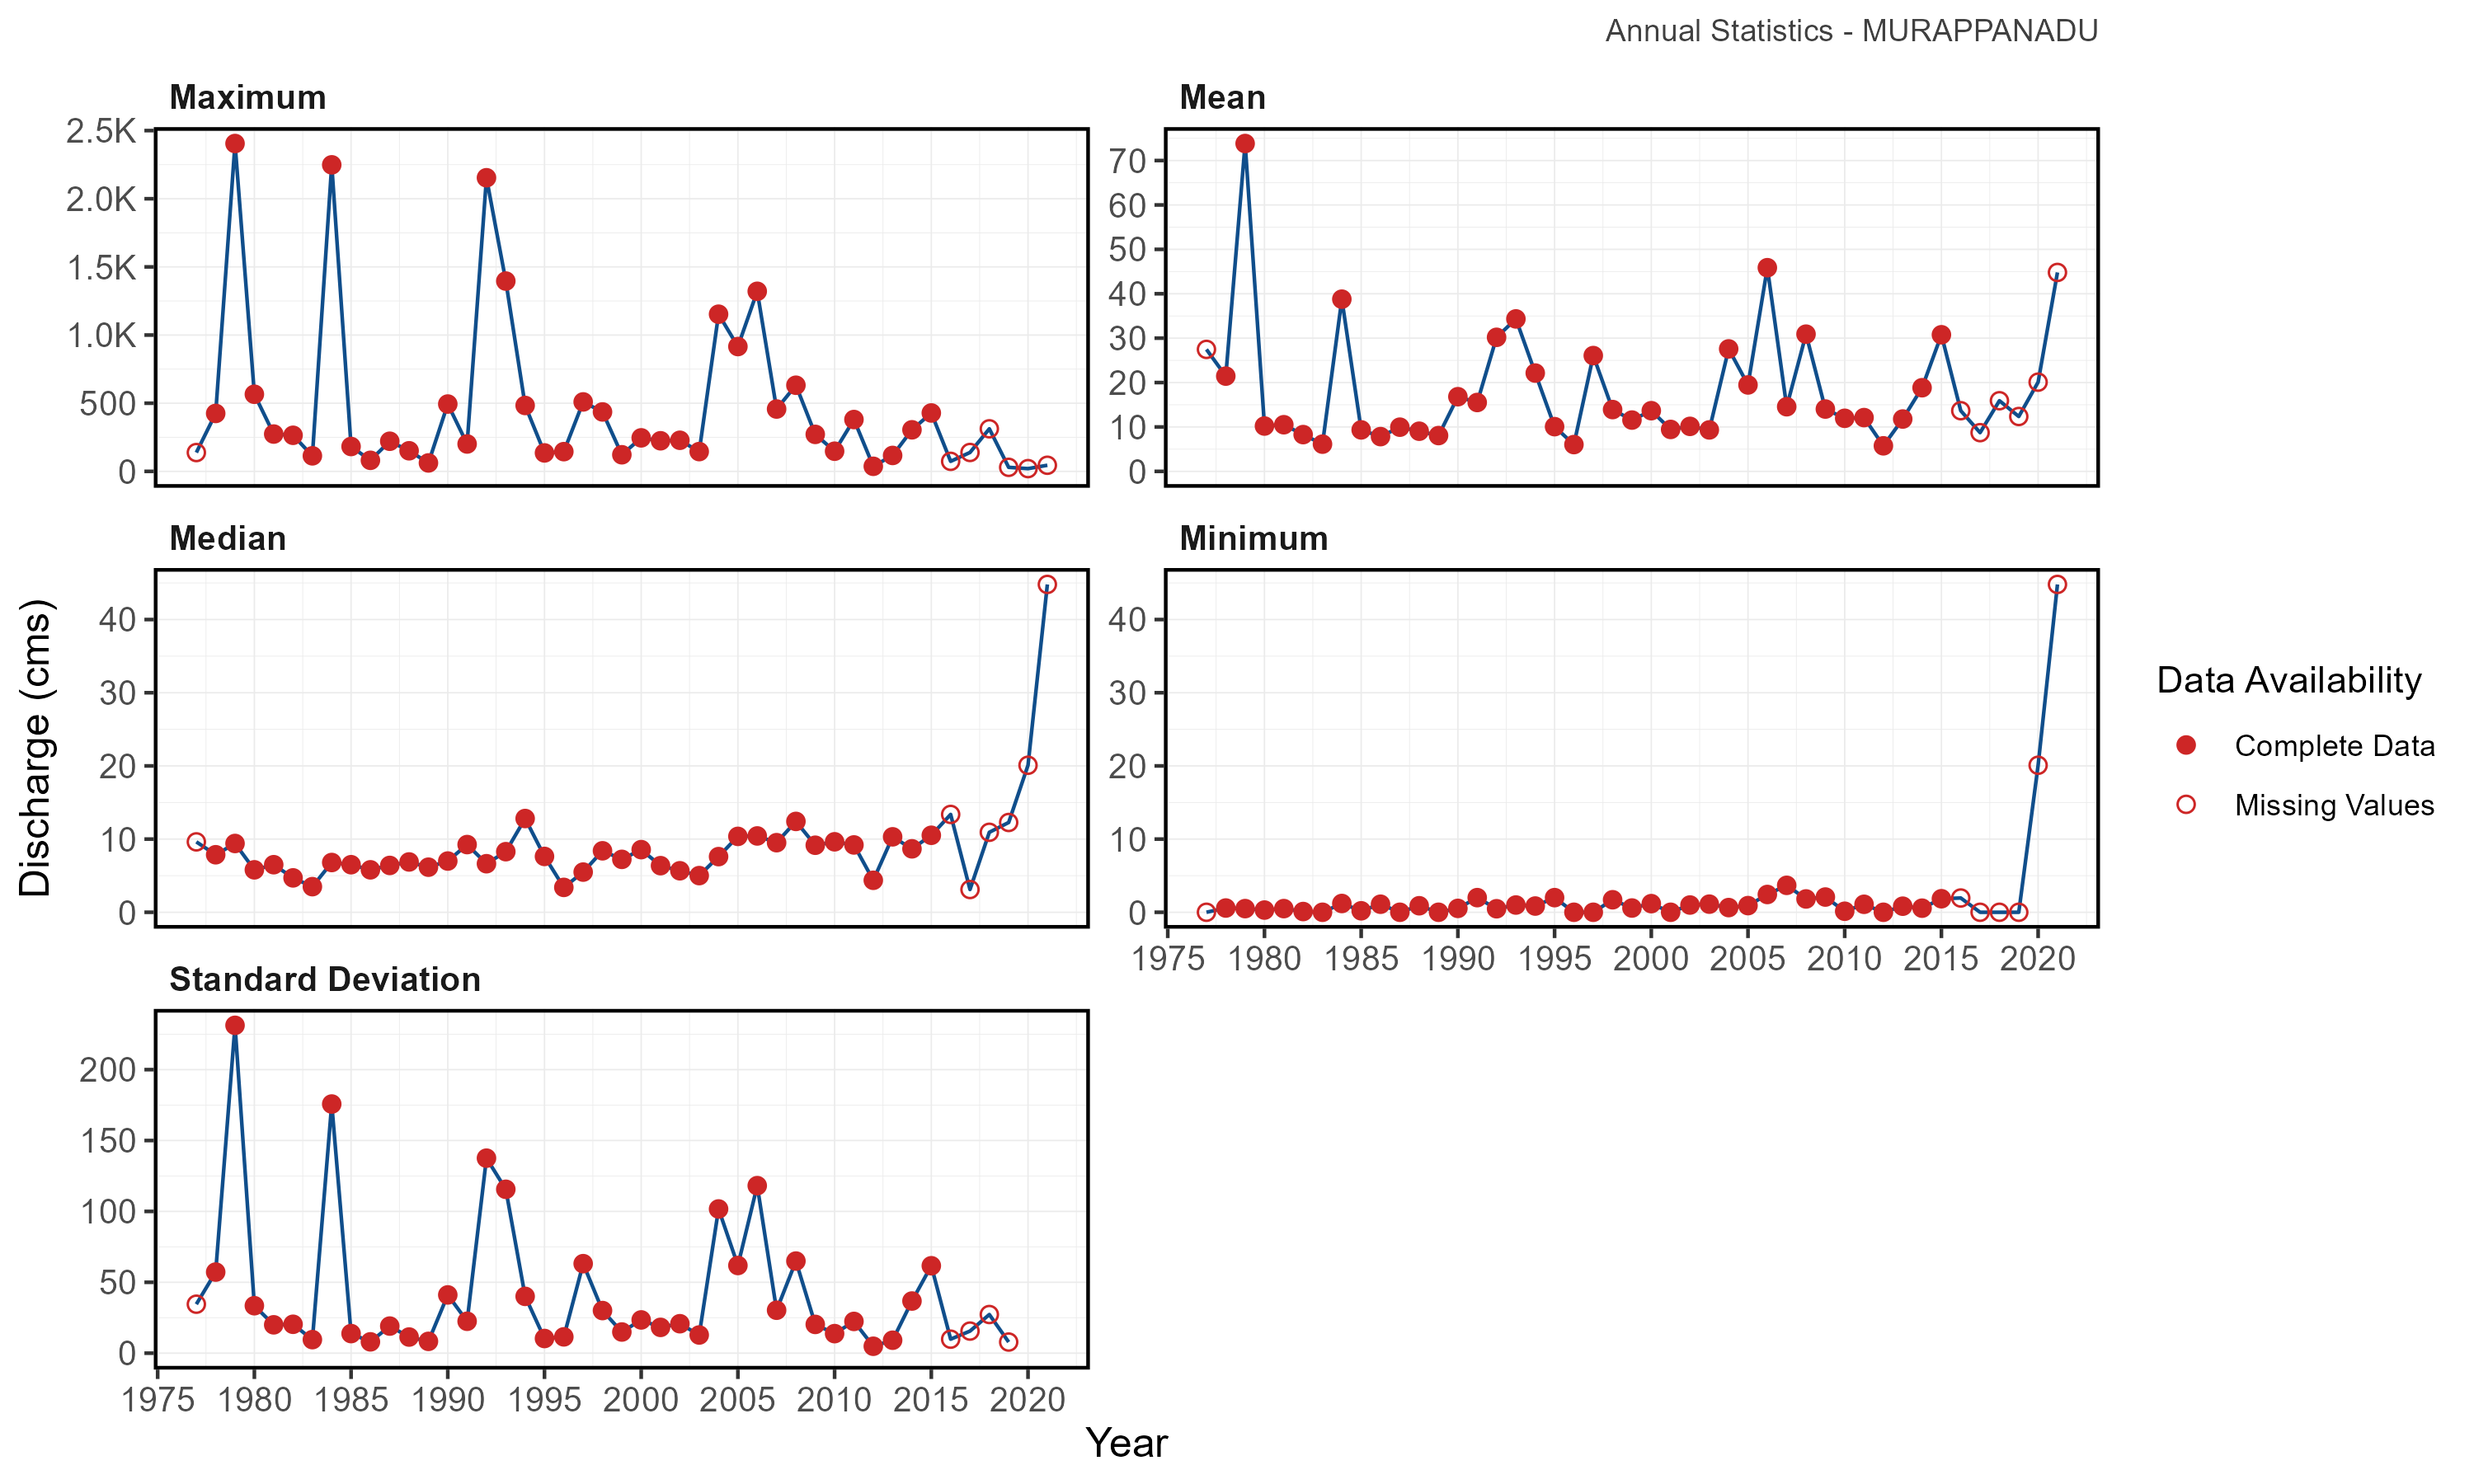 Annual Statistics - MURAPPANADU
Maximum
2.5K
2.0K
1.5K
1.0K
500
0
Mean
70
60
50
40
30
20
10
0
Discharge (cms)
Median
40
30
20
10
0
Minimum
40
30
20
10
0
1975 1980 1985 1990 1995 2000 2005 2010 2015 2020
Standard Deviation
200
150
100
50
0
1975 1980 1985 1990 1995 2000 2005 2010 2015 2020
Year
Data Availability
Complete Data
Missing Values